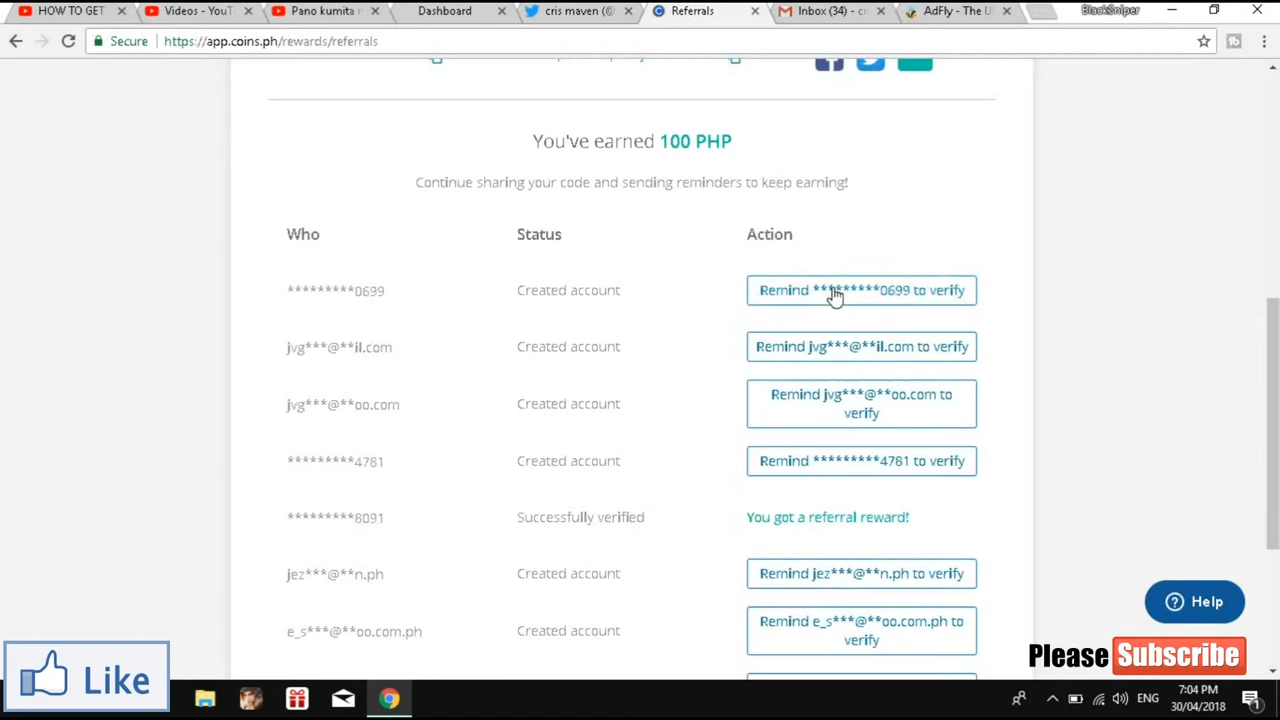 HOW TO GET
Videos - YouT
Pano kumita
Dashboard
cris maven (@
Referrals
Inbox (34) - c
AdFly - The U
BlackSniper
Secure
https://app.coins.ph/rewards/referrals
You've earned 100 PHP
Continue sharing your code and sending reminders to keep earning!
Who Status Action
*********0699 Created account Remind *********0699 to verify
jvg***@**il.com Created account Remind jvg***@**il.com to verify
jvg***@**oo.com Created account Remind jvg***@**oo.com to
verify
*********4781 Created account Remind *********4781 to verify
*********8091 Successfully verified You got a referral reward!
jez***@**n.ph Created account Remind jez***@**n.ph to verify
e_s***@**oo.com.ph Created account Remind e_s***@**oo.com.ph to
verify
Help
Like
Please Subscribe
ENG
7:04 PM
30/04/2018
1